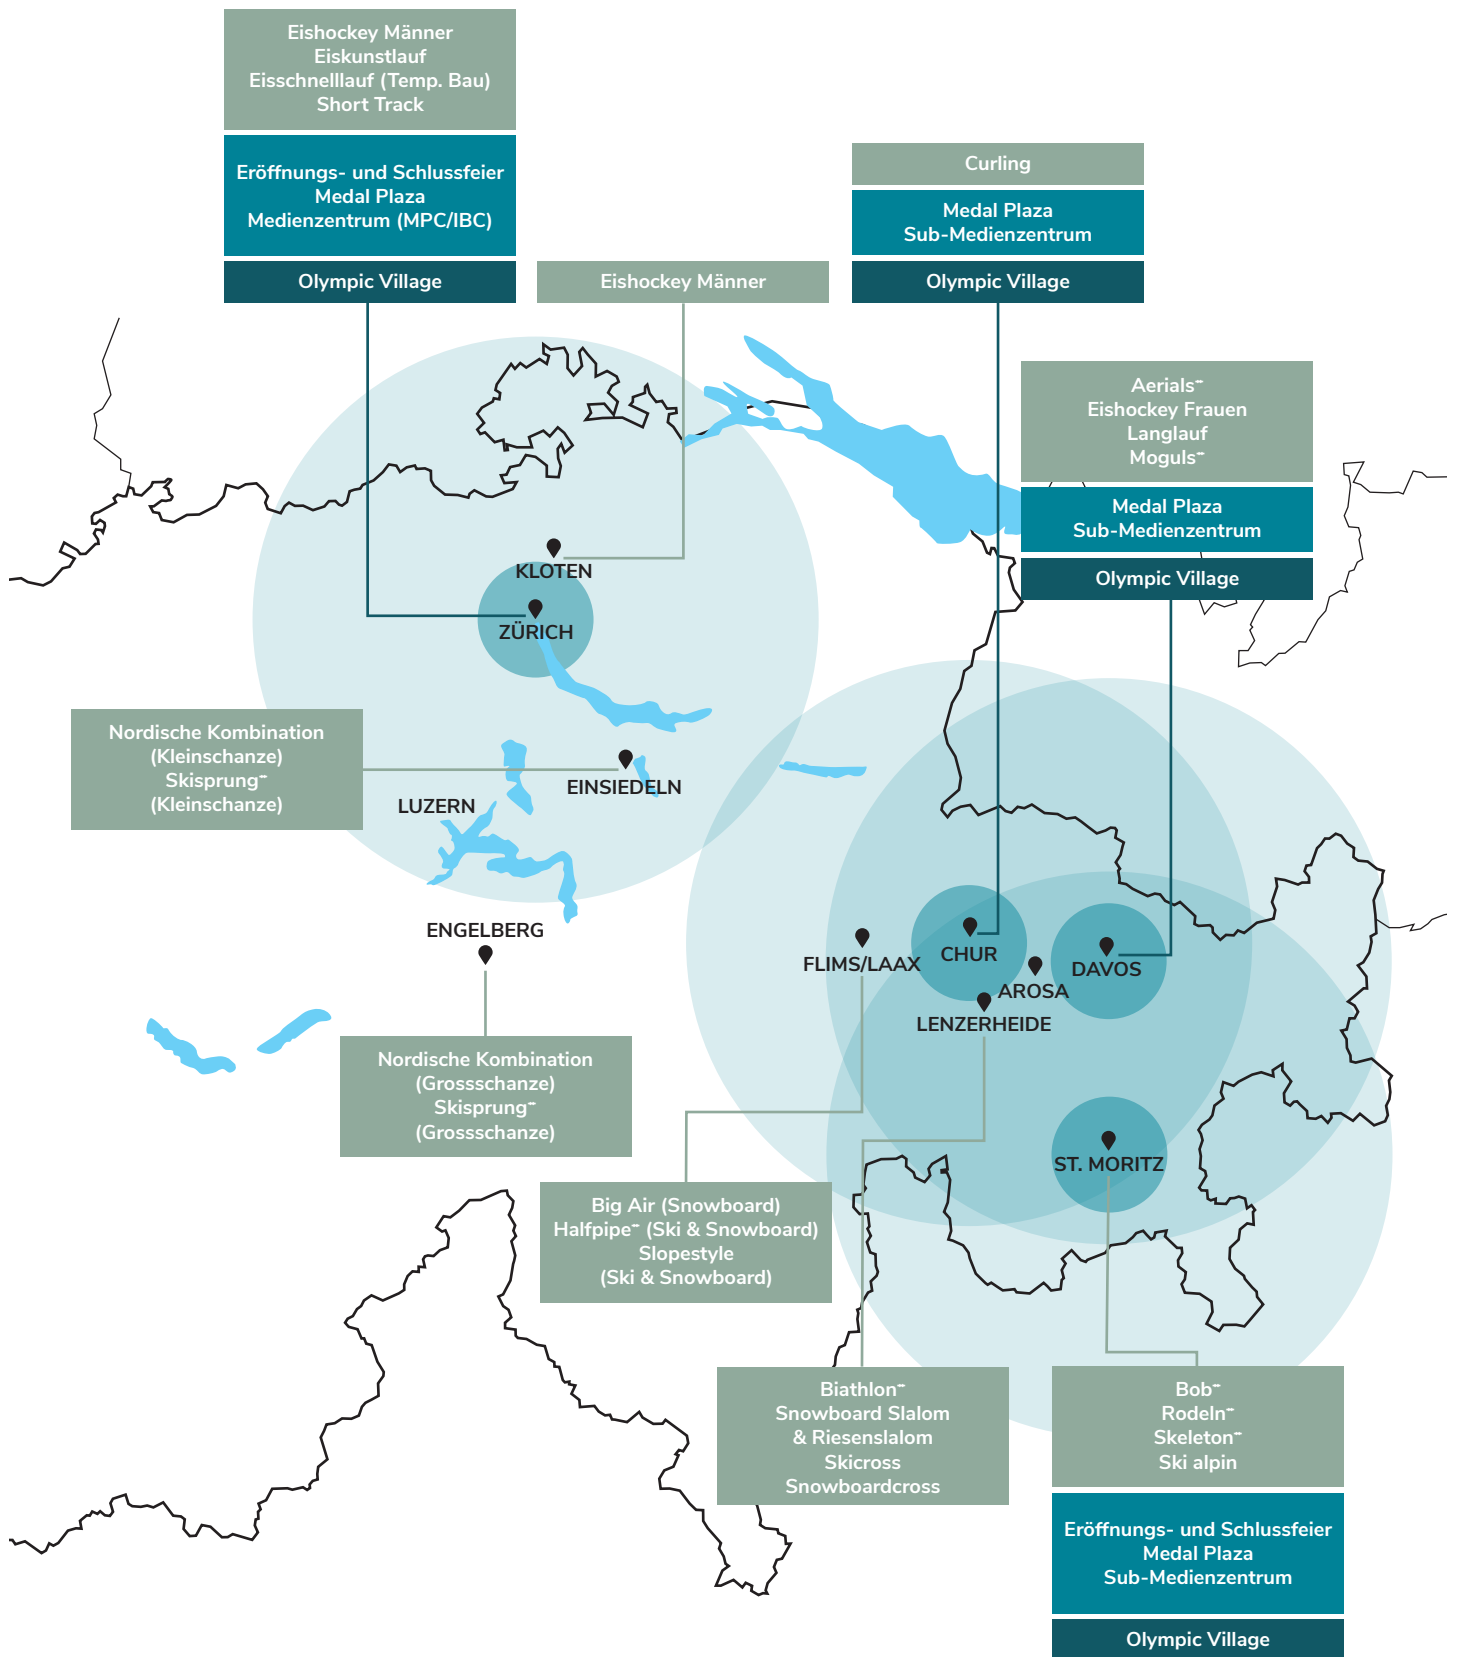 Eishockey Männer
Eiskunstlauf
Eisschnelllauf (Temp. Bau)
Short Track
Eröffnungs- und Schlussfeier
Medal Plaza
Medienzentrum (MPC/IBC)
Olympic Village
Eishockey Männer
Curling
Medal Plaza
Sub-Medienzentrum
Olympic Village
Aerials
Eishockey Frauen
Langlauf
Moguls
Medal Plaza
Sub-Medienzentrum
Olympic Village
KLOTEN
ZÜRICH
Nordische Kombination
(Kleinschanze)
Skisprung
(Kleinschanze)
EINSIEDELN
LUZERN
ENGELBERG
FLIMS/LAAX
CHUR
DAVOS
AROSA
LENZERHEIDE
Nordische Kombination
(Grossschanze)
Skisprung
(Grossschanze)
ST. MORITZ
Big Air (Snowboard)
Halfpipe (Ski & Snowboard)
Slopestyle
(Ski & Snowboard)
Biathlon
Snowboard Slalom
& Riesenslalom
Skicross
Snowboardcross
Bob
Rodeln
Skeleton
Ski alpin
Eröffnungs- und Schlussfeier
Medal Plaza
Sub-Medienzentrum
Olympic Village